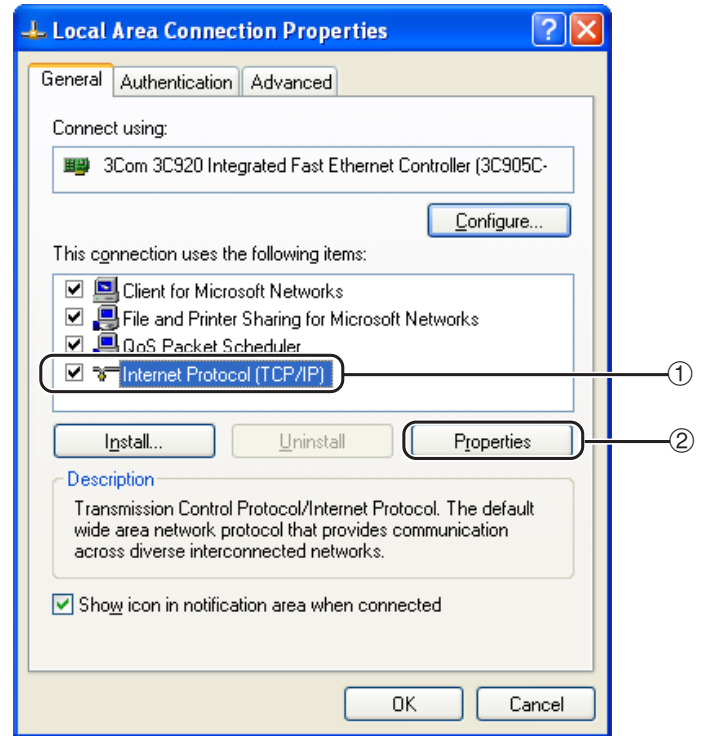 Local Area Connection Properties
General Authentication Advanced
Connect using:
3Com 3C920 Integrated Fast Ethernet Controller (3C905C-
Configure...
This connection uses the following items:
Client for Microsoft Networks
File and Printer Sharing for Microsoft Networks
QoS Packet Scheduler
Internet Protocol (TCP/IP)
①
Install... Uninstall Properties
②
Description
Transmission Control Protocol/Internet Protocol. The default
wide area network protocol that provides communication
across diverse interconnected networks.
Show icon in notification area when connected
OK Cancel